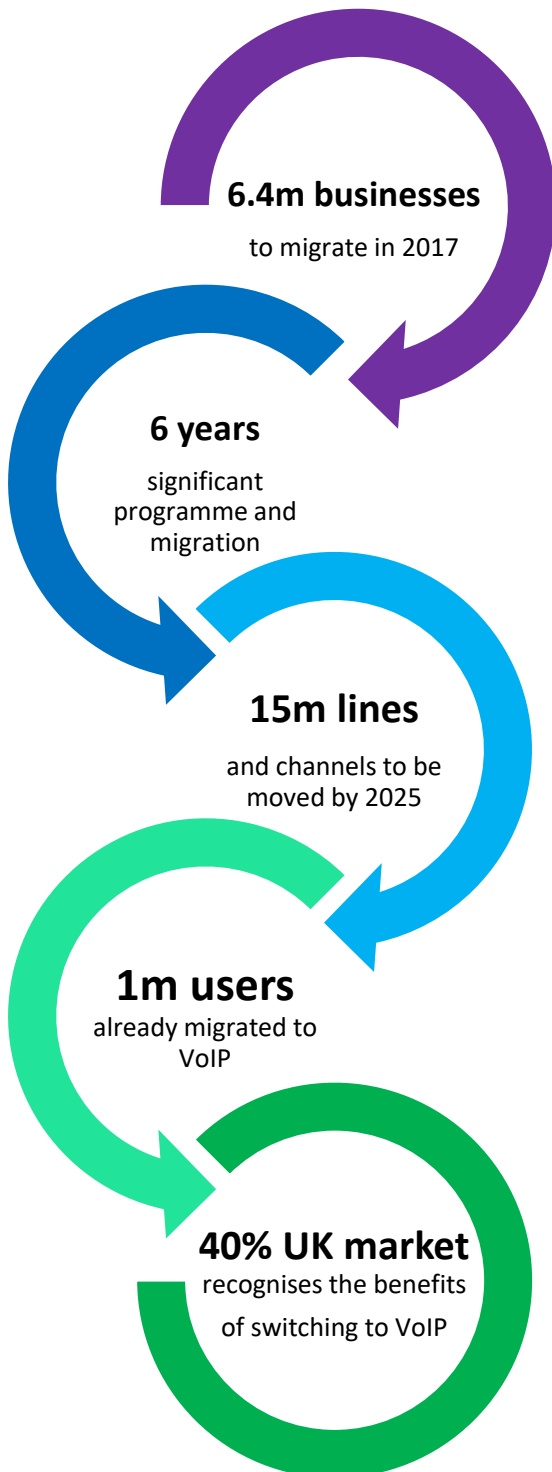 6.4m businesses
to migrate in 2017
6 years
significant
programme and
migration
15m lines
and channels to be
moved by 2025
1m users
already migrated to
VoIP
40% UK market
recognises the benefits
of switching to VoIP